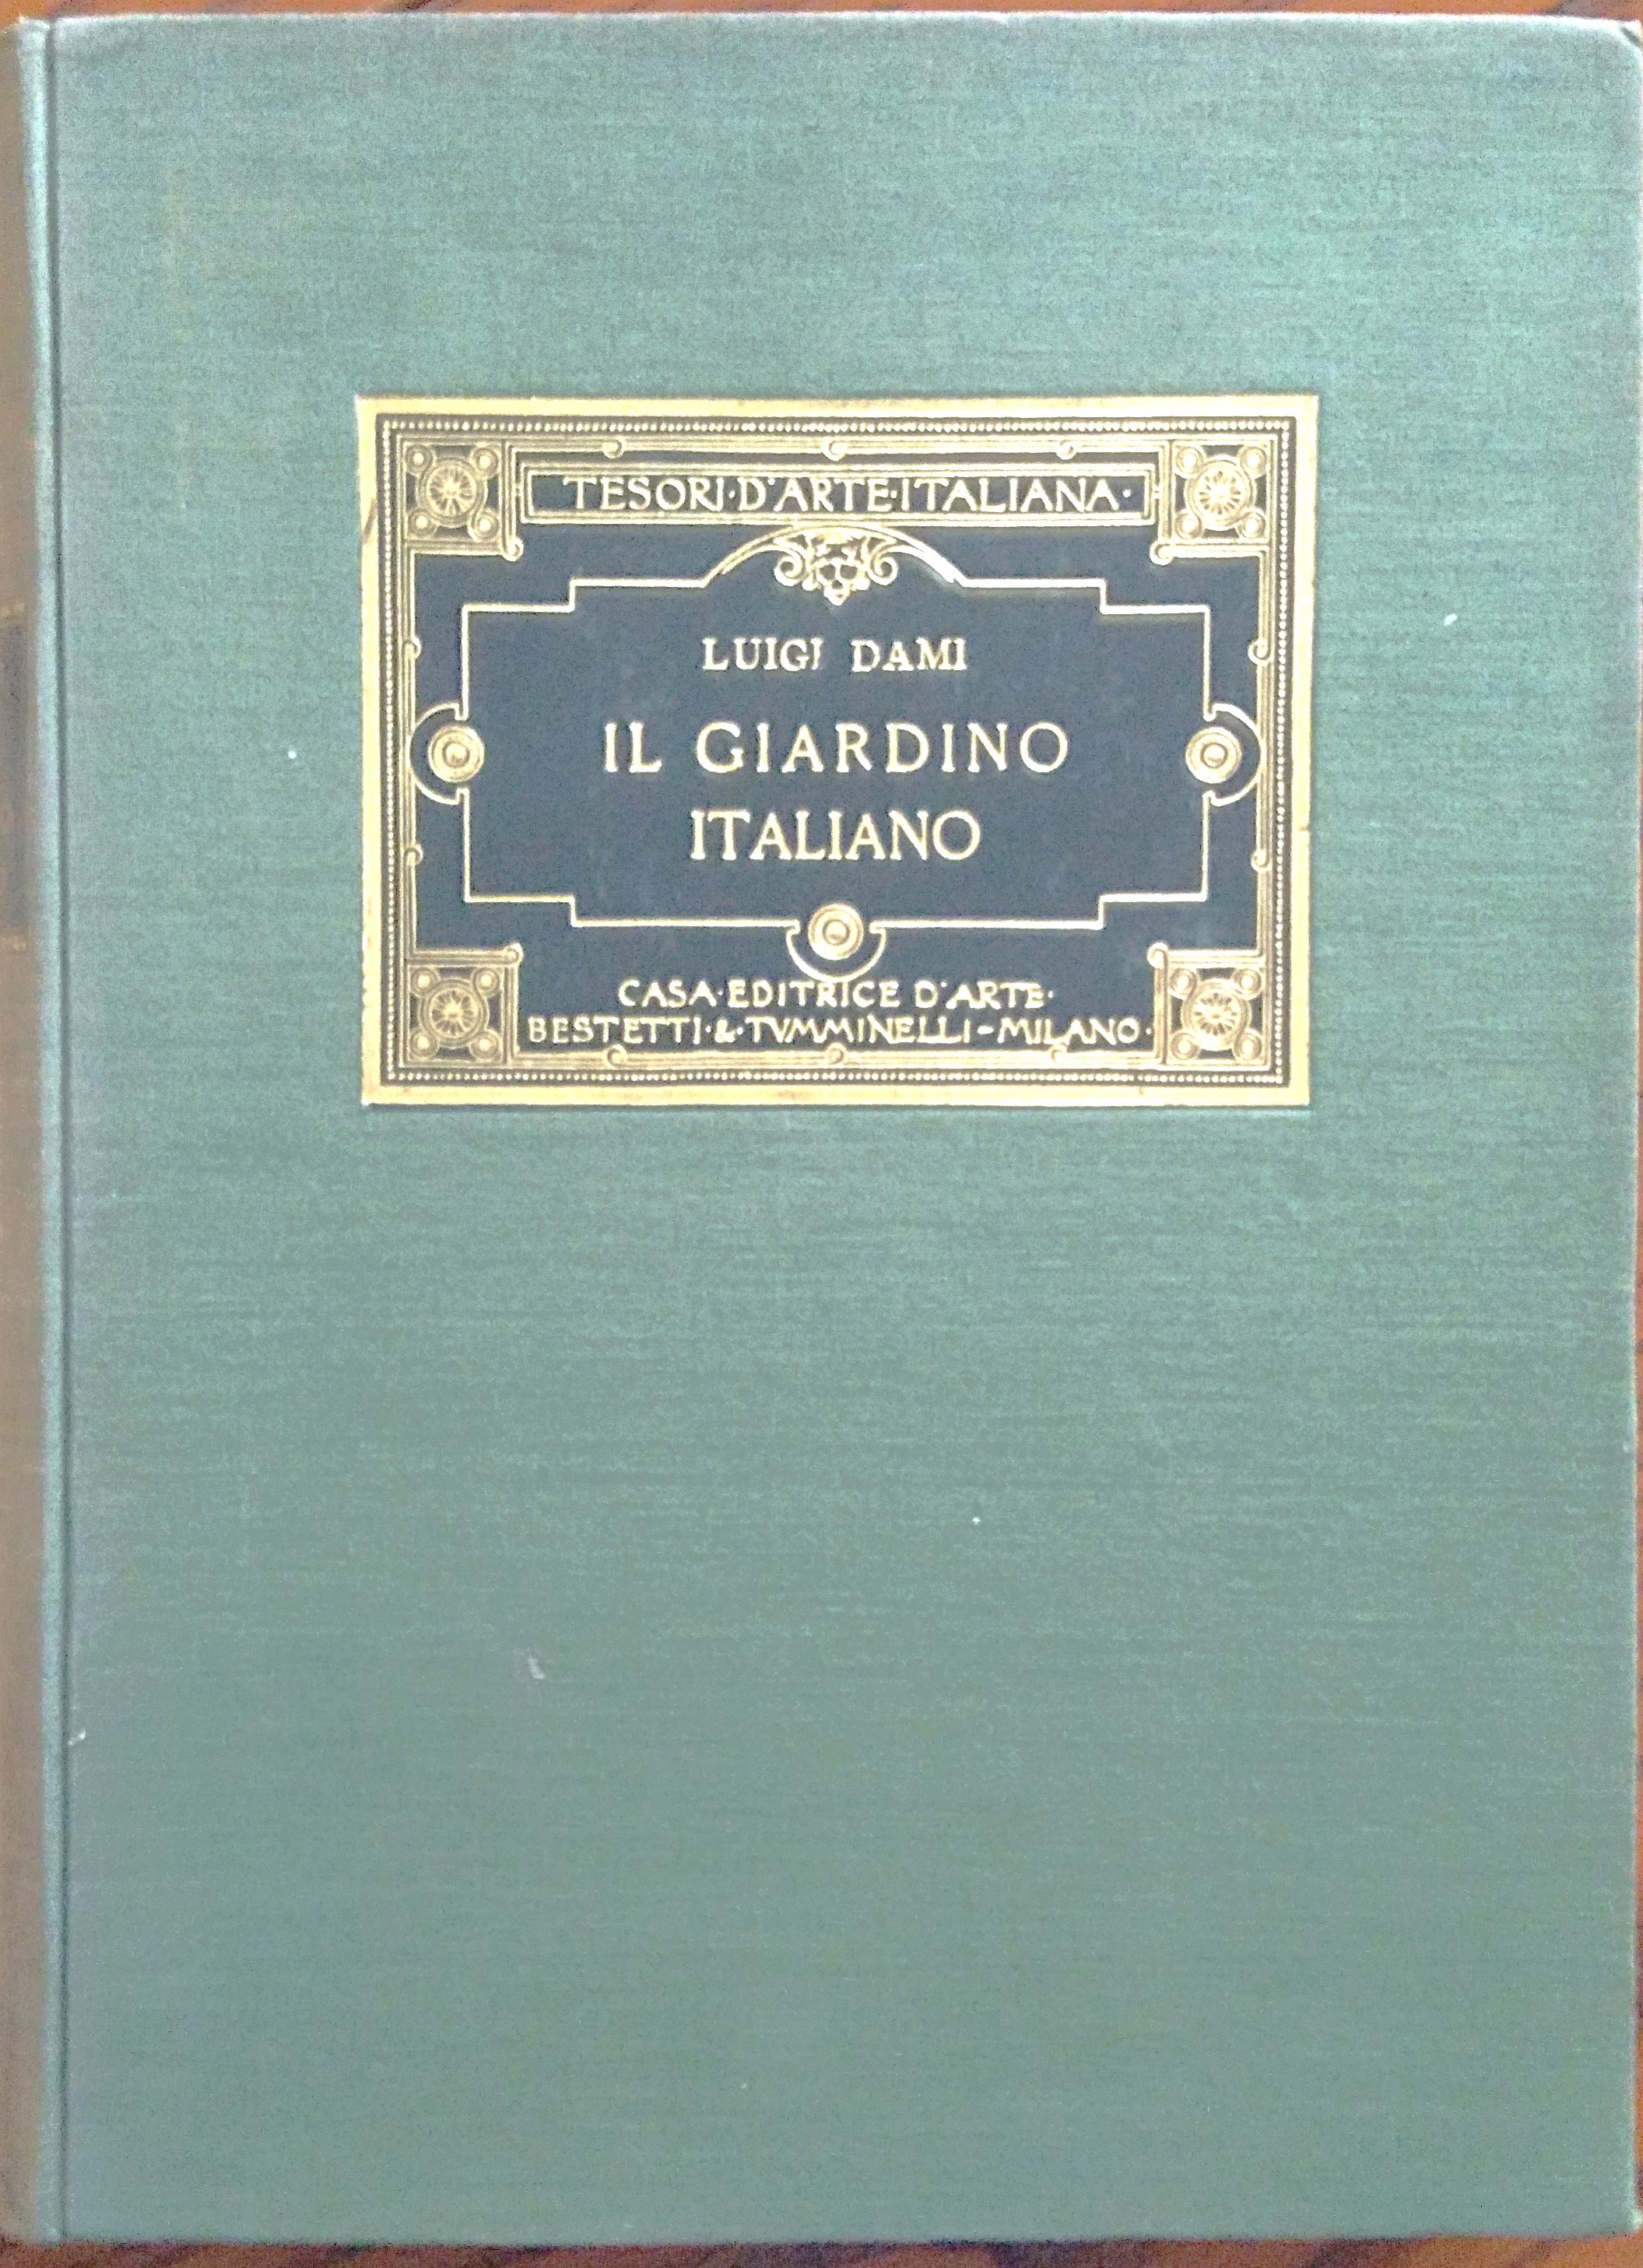 TESORI·D'ARTE·ITALIANA·
LUIGI DAMI
IL GIARDINO
ITALIANO
CASA·EDITRICE D'ARTE·
BESTETTI·&·TVMMINELLI-MILANO·